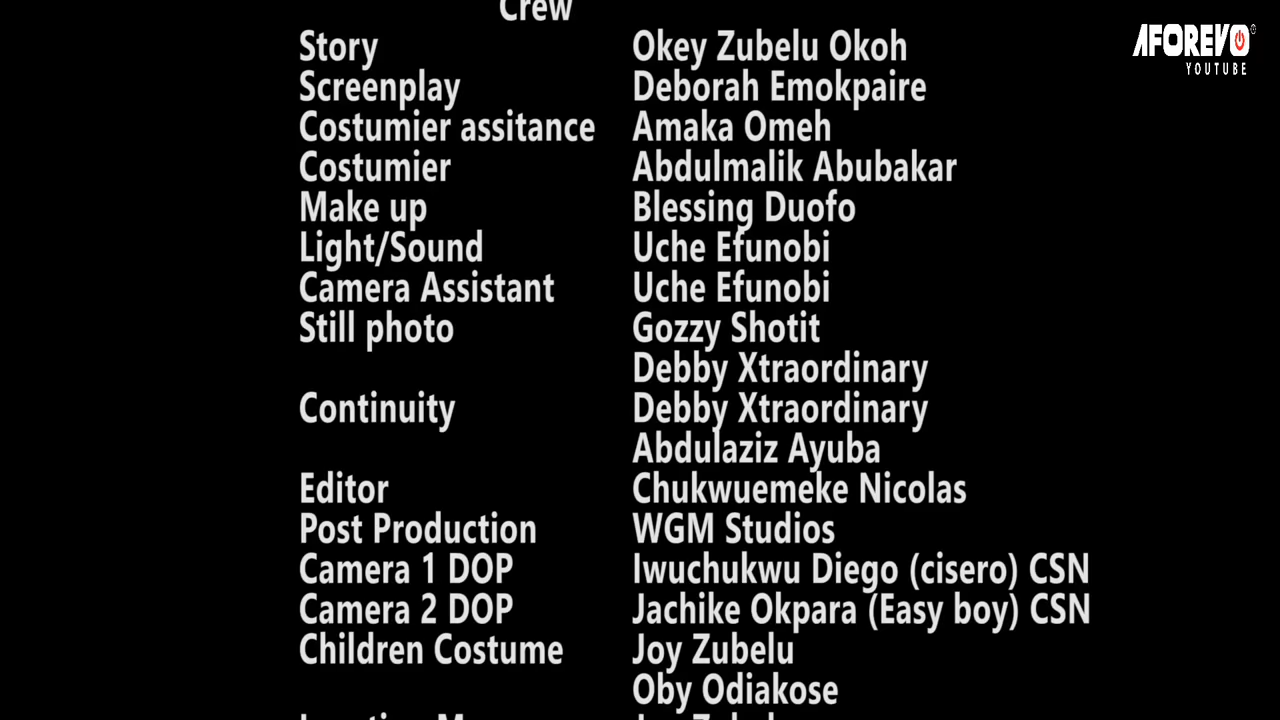 Crew
AFOREVO
YOUTUBE
Story Okey Zubelu Okoh
Screenplay Deborah Emokpaire
Costumier assitance Amaka Omeh
Costumier Abdulmalik Abubakar
Make up Blessing Duofo
Light/Sound Uche Efunobi
Camera Assistant Uche Efunobi
Still photo Gozzy Shotit
Debby Xtraordinary
Continuity Debby Xtraordinary
Abdulaziz Ayuba
Editor Chukwuemeke Nicolas
Post Production WGM Studios
Camera 1 DOP Iwuchukwu Diego (cisero) CSN
Camera 2 DOP Jachike Okpara (Easy boy) CSN
Children Costume Joy Zubelu
Oby Odiakose